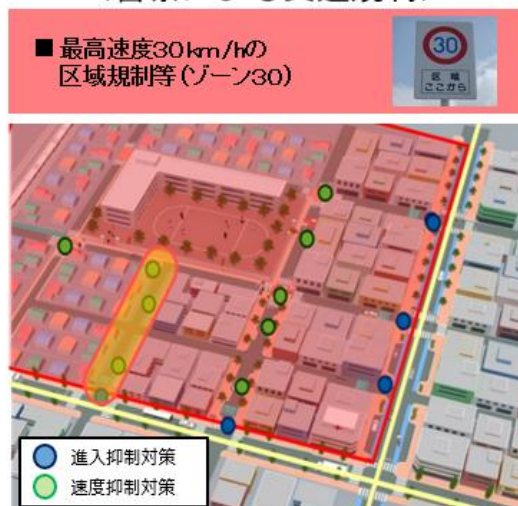 ■ 最高速度30km/hの
区域規制等(ゾーン30)
30
区域
ここから
進入抑制対策
速度抑制対策